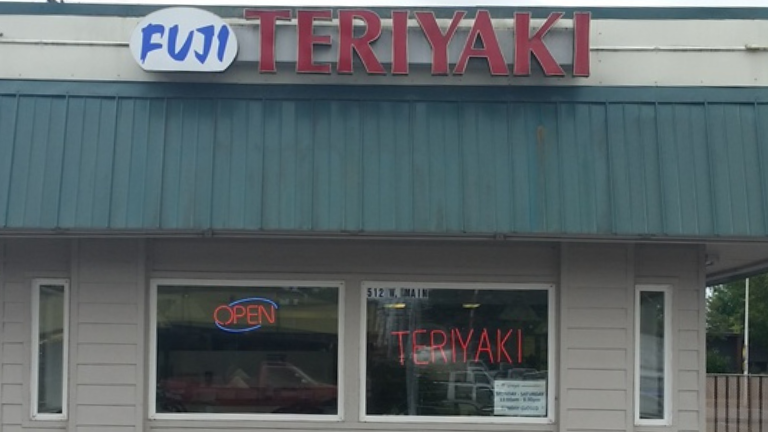 FUJI TERIYAKI
512 W. MAIN
OPEN
TERIYAKI